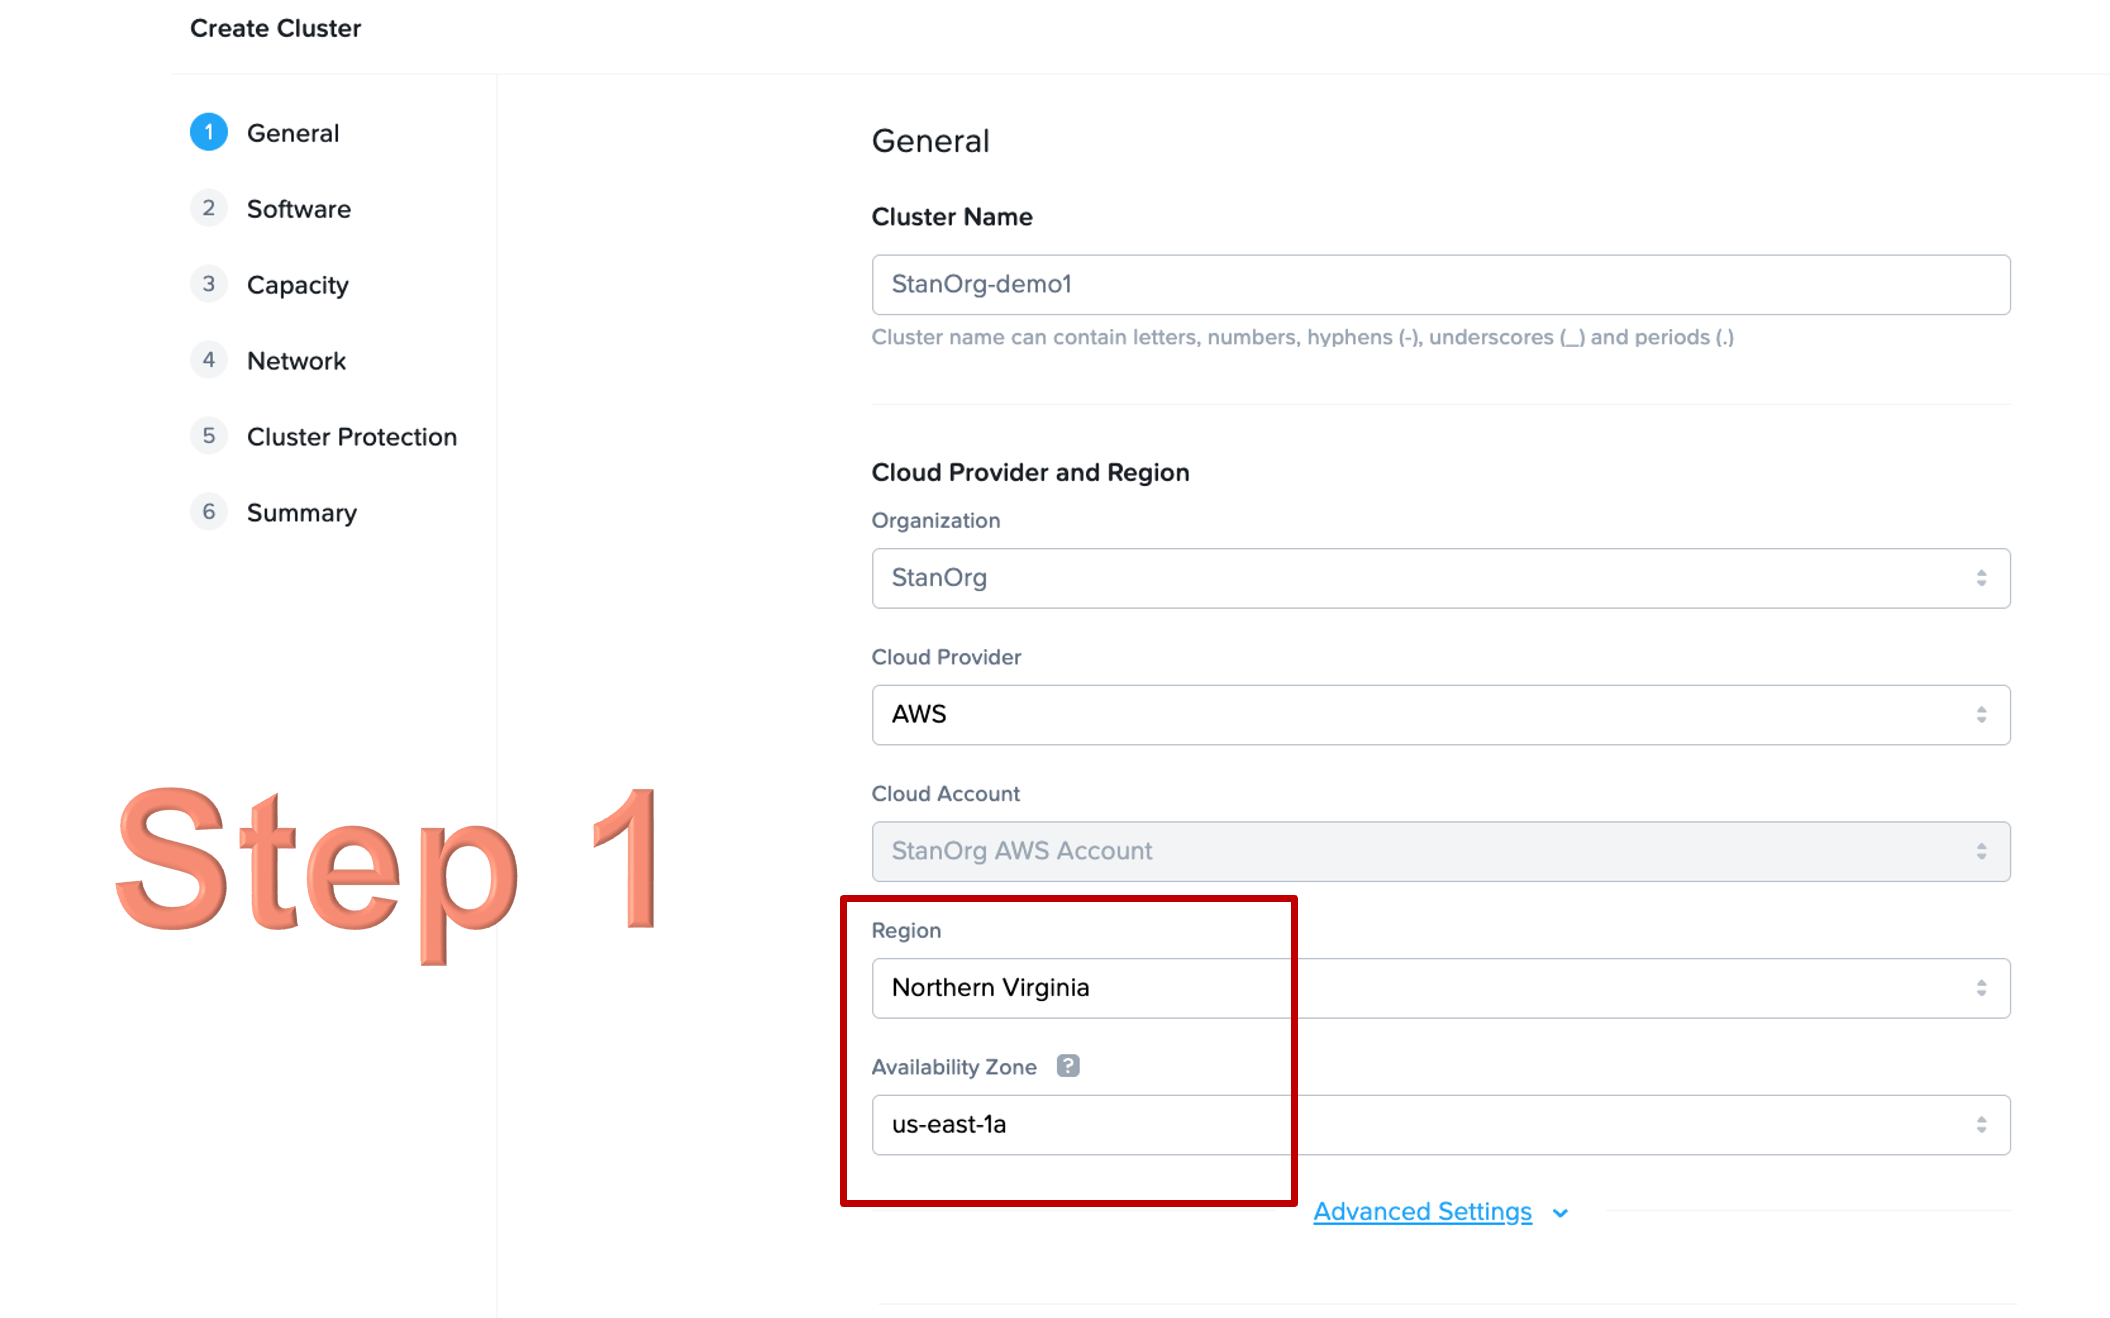 Create Cluster
1 General
2 Software
3 Capacity
4 Network
5 Cluster Protection
6 Summary
Step 1
General
Cluster Name
StanOrg-demo1
Cluster name can contain letters, numbers, hyphens (-), underscores (_) and periods (.)
Cloud Provider and Region
Organization
StanOrg
Cloud Provider
AWS
Cloud Account
StanOrg AWS Account
Region
Northern Virginia
Availability Zone ?
us-east-1a
Advanced Settings